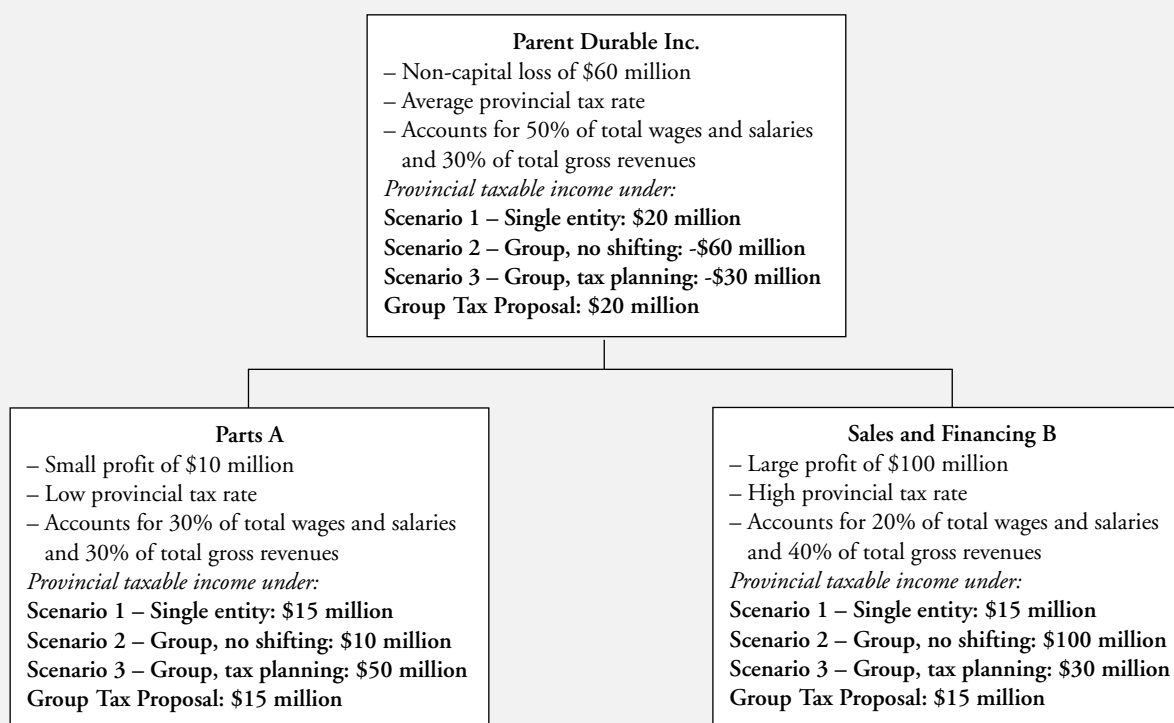 Parent Durable Inc.
– Non-capital loss of $60 million
– Average provincial tax rate
– Accounts for 50% of total wages and salaries
and 30% of total gross revenues
Provincial taxable income under:
Scenario 1 – Single entity: $20 million
Scenario 2 – Group, no shifting: -$60 million
Scenario 3 – Group, tax planning: -$30 million
Group Tax Proposal: $20 million
Parts A
– Small profit of $10 million
– Low provincial tax rate
– Accounts for 30% of total wages and salaries
and 30% of total gross revenues
Provincial taxable income under:
Scenario 1 – Single entity: $15 million
Scenario 2 – Group, no shifting: $10 million
Scenario 3 – Group, tax planning: $50 million
Group Tax Proposal: $15 million
Sales and Financing B
– Large profit of $100 million
– High provincial tax rate
– Accounts for 20% of total wages and salaries
and 40% of total gross revenues
Provincial taxable income under:
Scenario 1 – Single entity: $15 million
Scenario 2 – Group, no shifting: $100 million
Scenario 3 – Group, tax planning: $30 million
Group Tax Proposal: $15 million